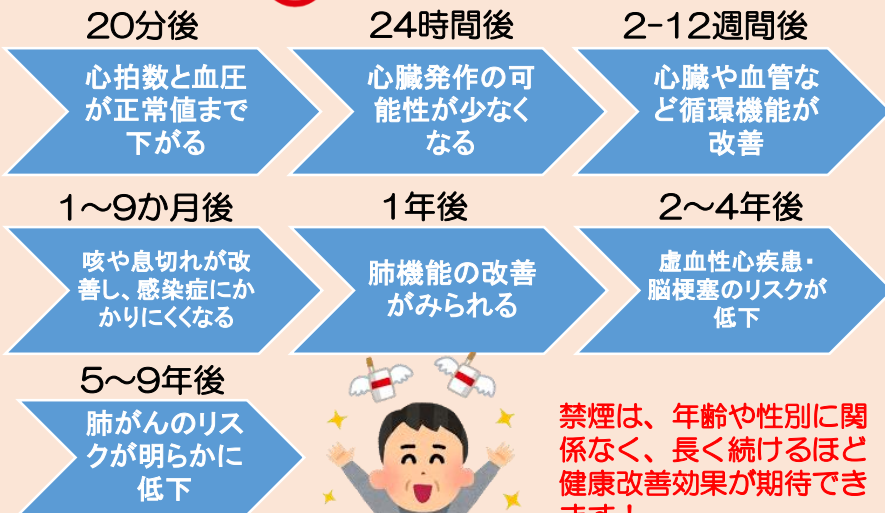 20分後
心拍数と血圧
が正常値まで
下がる
24時間後
心臓発作の可
能性が少なく
なる
2-12週間後
心臓や血管な
ど循環機能が
改善
1～9か月後
咳や息切れが改
善し、感染症にか
かりにくくなる
1年後
肺機能の改善
がみられる
2～4年後
虚血性心疾患・
脳梗塞のリスクが
低下
5～9年後
肺がんのリス
クが明らかに
低下
禁煙は、年齢や性別に関
係なく、長く続けるほど
健康改善効果が期待でき
ます！